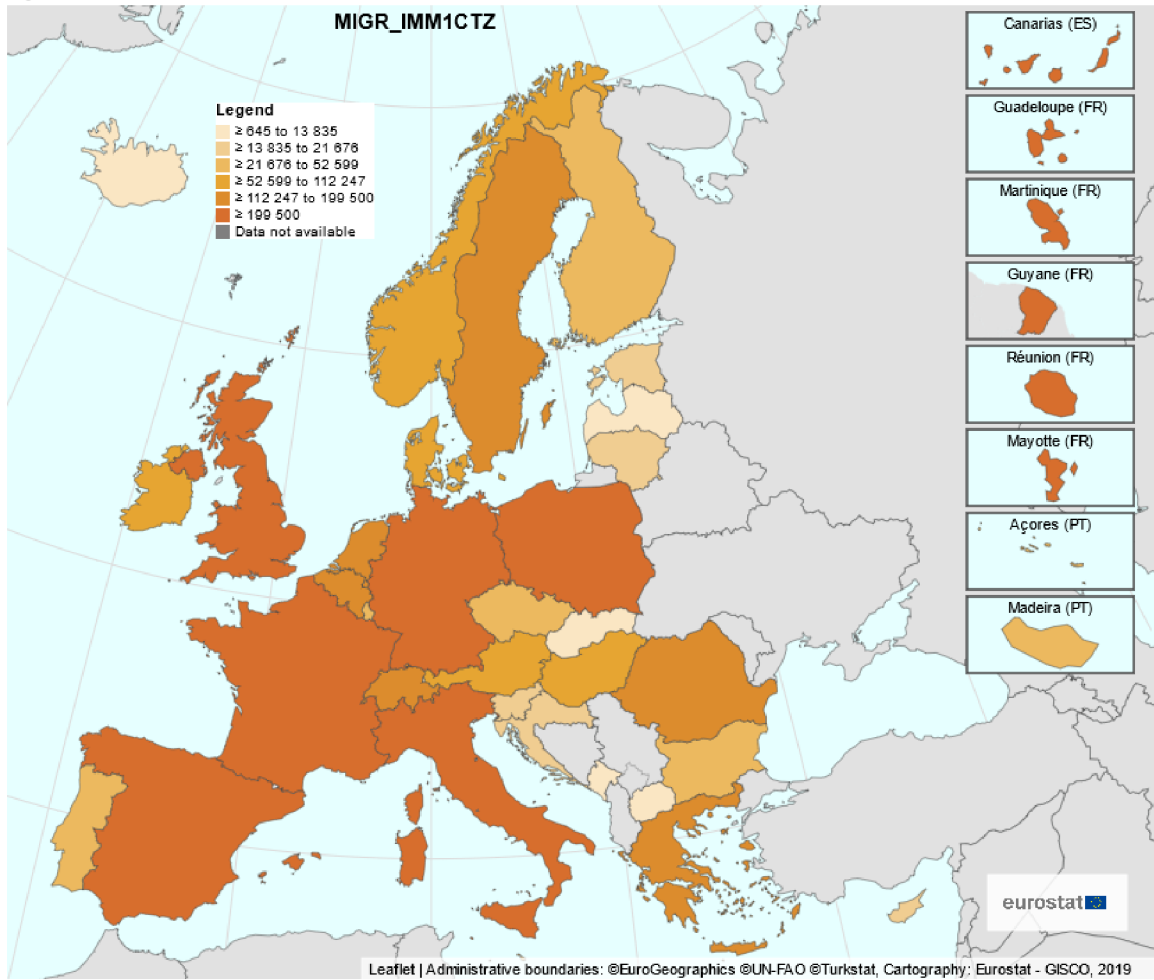 MIGR_IMM1CTZ
Legend
≥ 645 to 13 835
≥ 13 835 to 21 676
≥ 21 676 to 52 599
≥ 52 599 to 112 247
≥ 112 247 to 199 500
≥ 199 500
Data not available
Canarias (ES)
Guadeloupe (FR)
Martinique (FR)
Guyane (FR)
Réunion (FR)
Mayotte (FR)
Açores (PT)
Madeira (PT)
eurostat
Leaflet | Administrative boundaries: ©EuroGeographics ©UN-FAO ©Turkstat, Cartography: Eurostat - GISCO, 2019